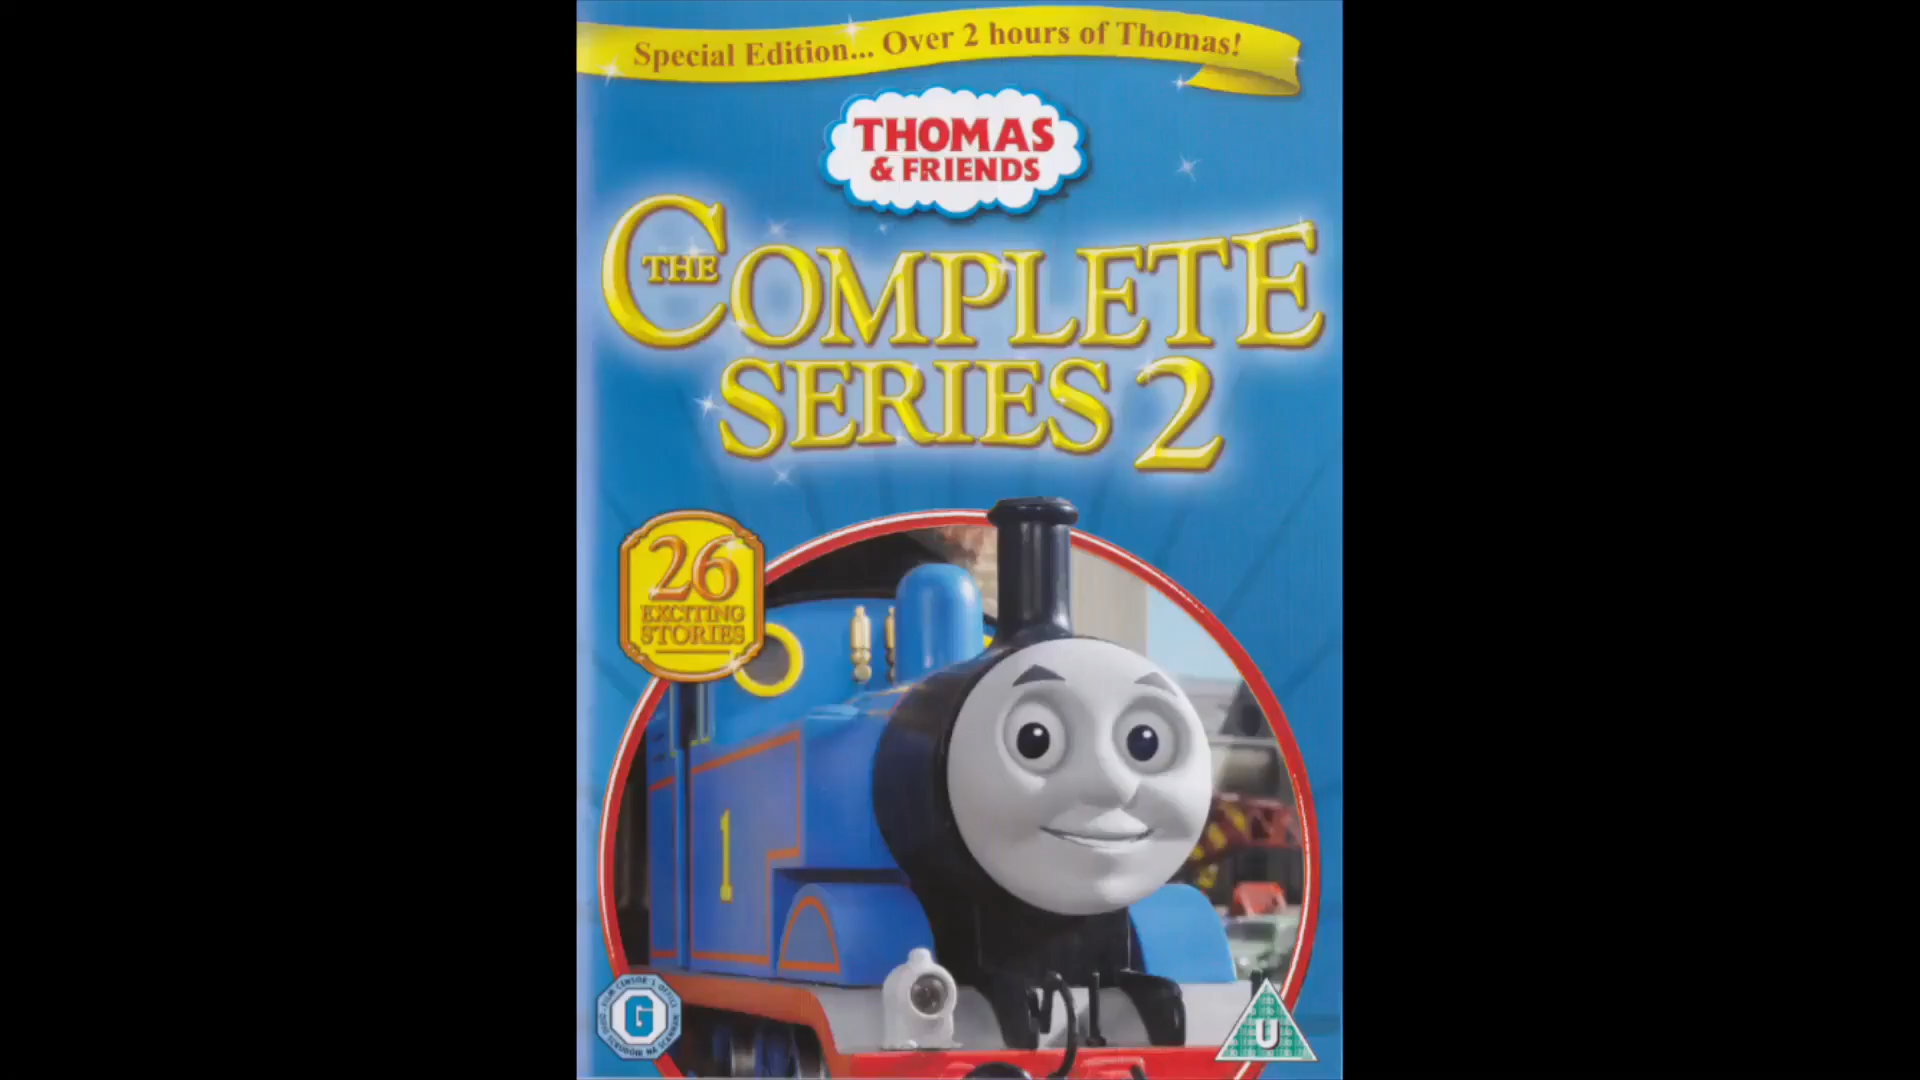 Special Edition... Over 2 hours of Thomas!
THOMAS
& FRIENDS
THE COMPLETE
SERIES 2
26
EXCITING
STORIES
1
G
U